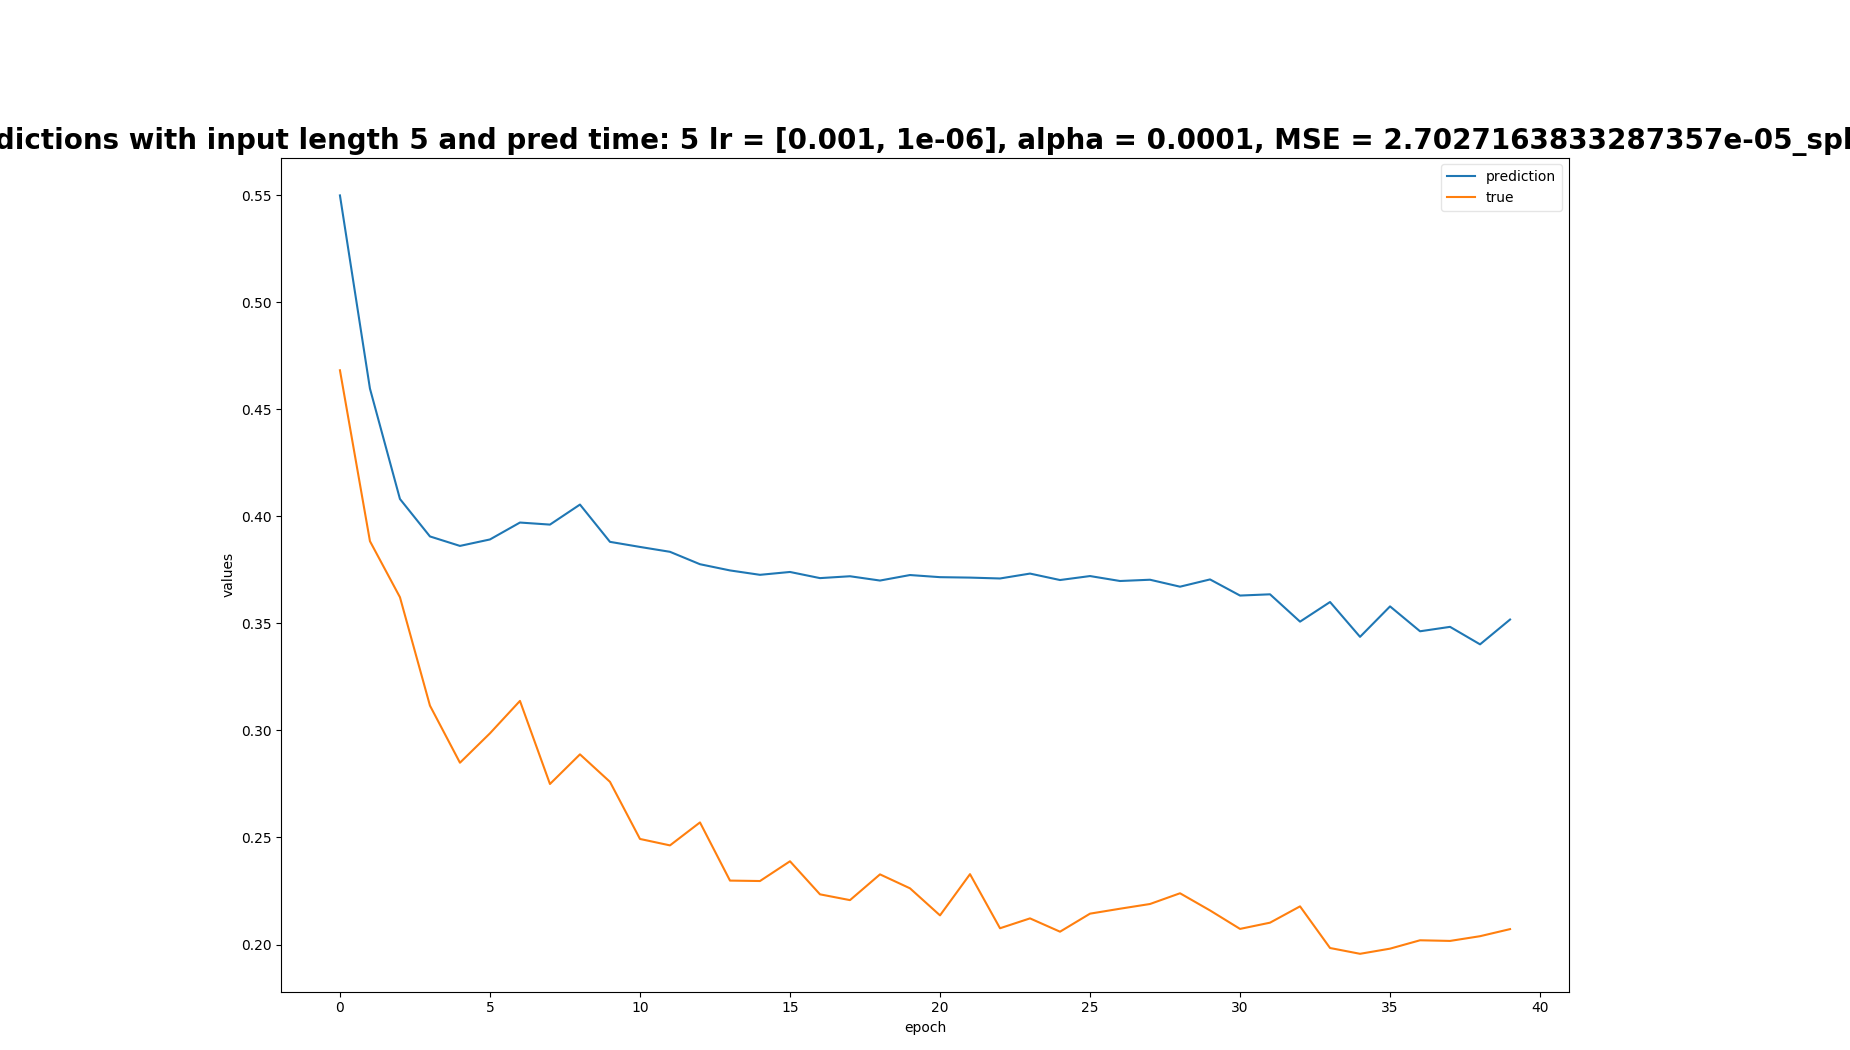 dictions with input length 5 and pred time: 5 lr = [0.001, 1e-06], alpha = 0.0001, MSE = 2.7027163833287357e-05_spl
prediction
true
0.55
0.50
0.45
0.40
0.35
0.30
0.25
0.20
values
0 5 10 15 20 25 30 35 40
epoch